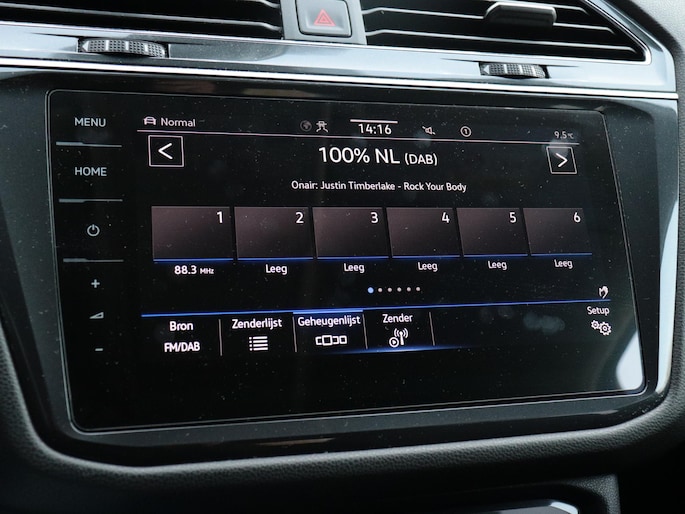 MENU
HOME
Normal
14:16
9.5°C
100% NL (DAB)
Onair: Justin Timberlake - Rock Your Body
1 2 3 4 5 6
88.3 MHz Leeg Leeg Leeg Leeg Leeg
Bron Zenderlijst Geheugenlijst Zender Setup
FM/DAB